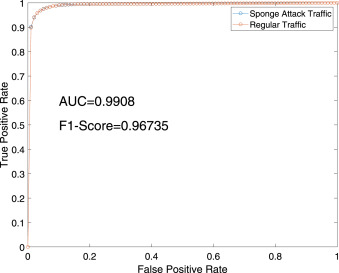 Sponge Attack Traffic
Regular Traffic
AUC=0.9908
F1-Score=0.96735
True Positive Rate
1
0.9
0.8
0.7
0.6
0.5
0.4
0.3
0.2
0.1
0
0 0.2 0.4 0.6 0.8 1
False Positive Rate